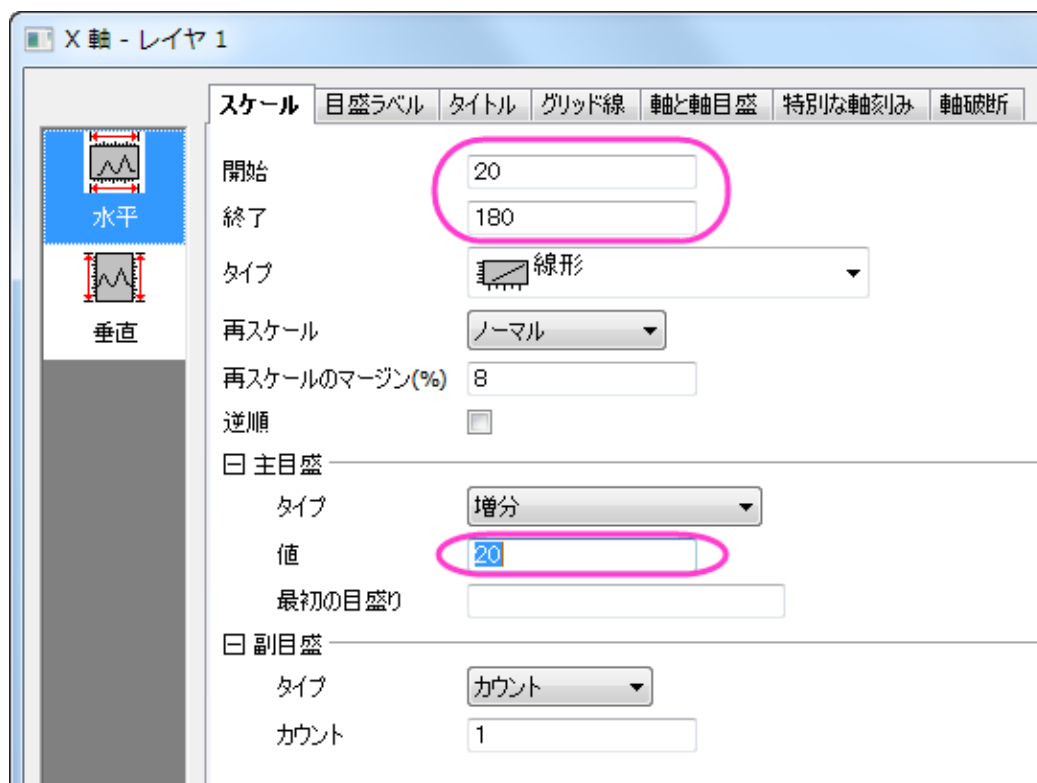 X 軸 - レイヤ 1
スケール 目盛ラベル タイトル グリッド線 軸と軸目盛 特別な軸刻み 軸破断
水平
垂直
開始 20
終了 180
タイプ 線形
再スケール ノーマル
再スケールのマージン(%) 8
逆順
主目盛
タイプ 増分
値 20
最初の目盛り
副目盛
タイプ カウント
カウント 1